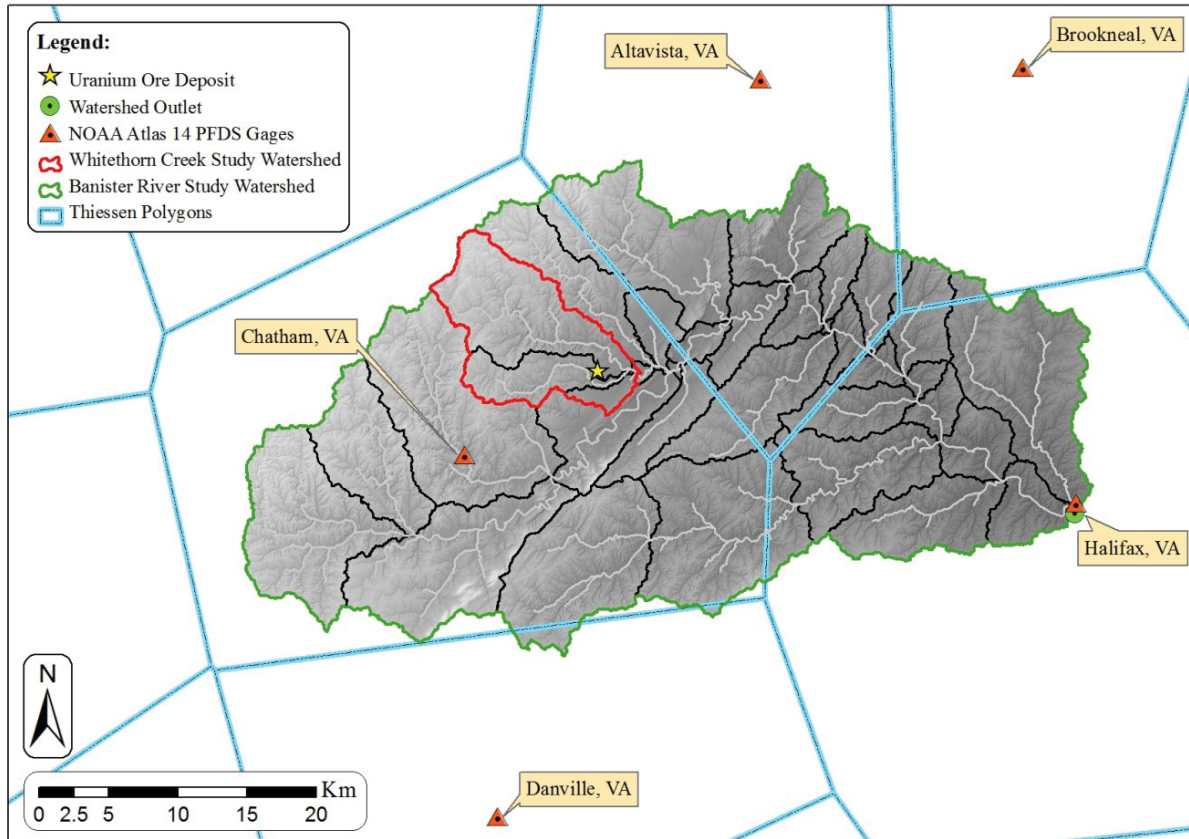 Legend:
Uranium Ore Deposit
Watershed Outlet
NOAA Atlas 14 PFDS Gages
Whitethorn Creek Study Watershed
Banister River Study Watershed
Thiessen Polygons
Altavista, VA
Brookneal, VA
Chatham, VA
Halifax, VA
Danville, VA
N
Km
0 2.5 5 10 15 20